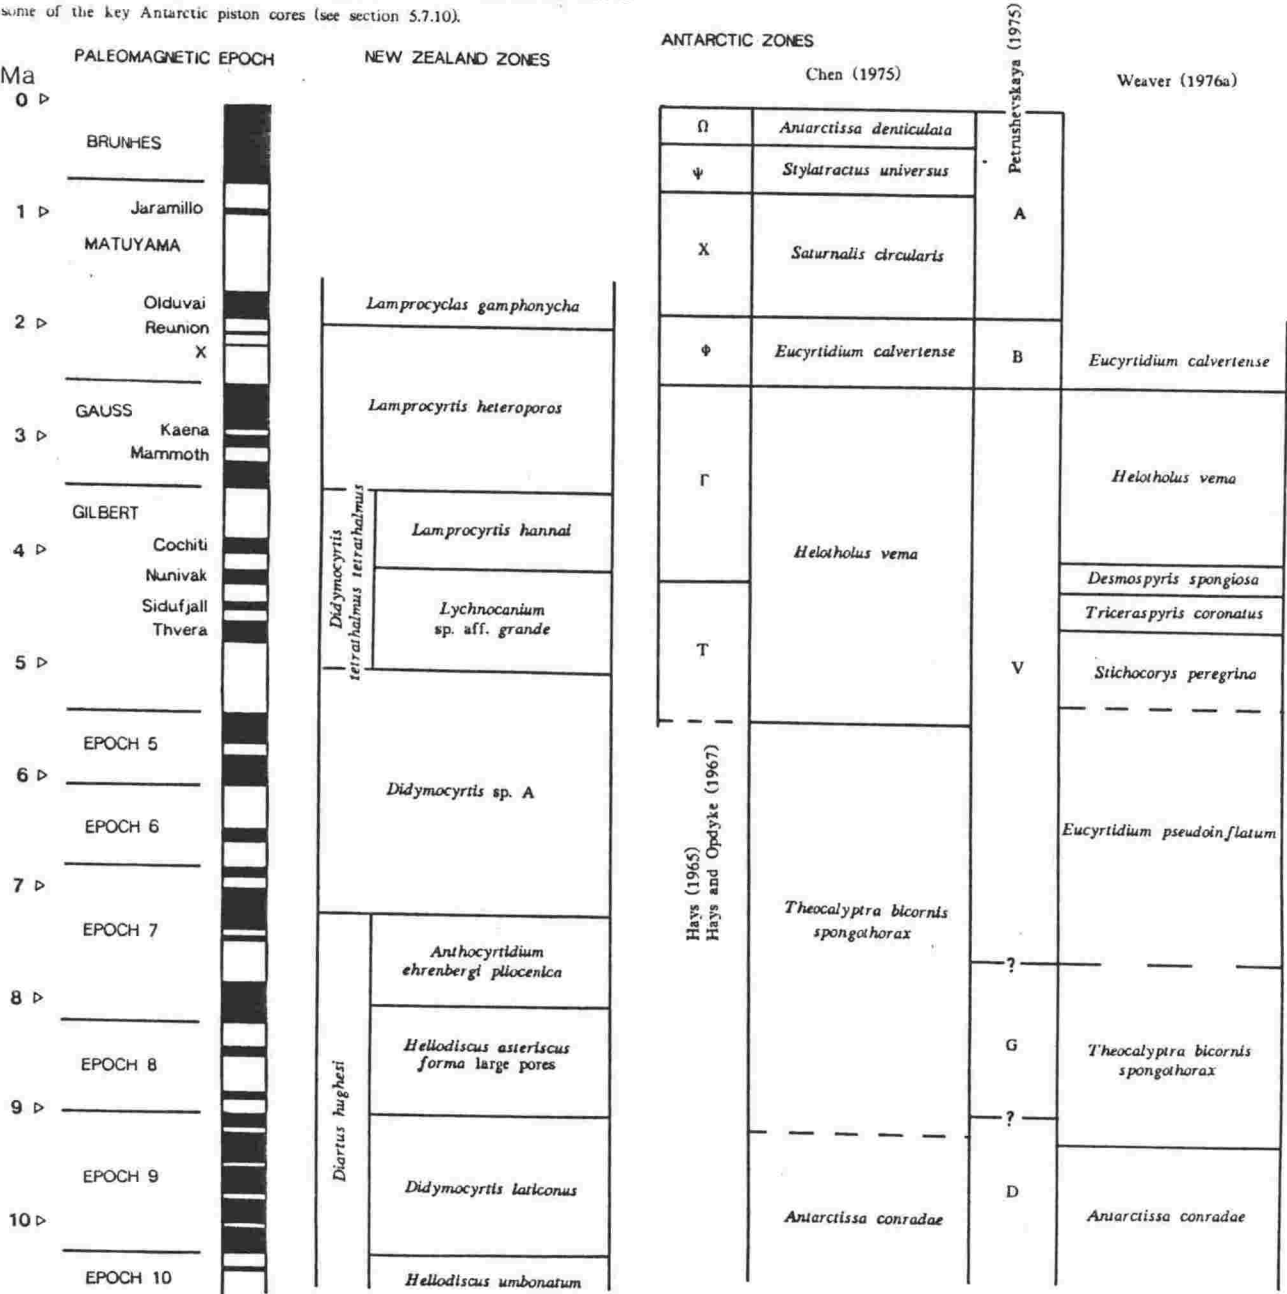 some of the key Antarctic piston cores (see section 5.7.10).
PALEOMAGNETIC EPOCH
Ma
0
BRUNHES
1
Jaramillo
MATUYAMA
Olduvai
2
Reunion
X
GAUSS
Kaena
3
Mammoth
GILBERT
Cochiti
4
Nunivak
Sidufjall
Thvera
5
EPOCH 5
6
EPOCH 6
7
EPOCH 7
8
EPOCH 8
9
EPOCH 9
10
EPOCH 10
NEW ZEALAND ZONES
Lamprocyclas gamphonycha
Lamprocyrtis heteroporos
Didymocyrtis
tetrathalmus tetrathalmus
Lamprocyrtis hannai
Lychnocanium
sp. aff. grande
Didymocyrtis sp. A
Diartus hughesi
Anthocyrtidium
ehrenbergi pliocenica
Heliodiscus asteriscus
forma large pores
Didymocyrtis laticonus
Heliodiscus umbonatum
ANTARCTIC ZONES
Ω
Ψ
X
Φ
Γ
T
Hays (1965)
Hays and Opdyke (1967)
Chen (1975)
Antarctissa denticulata
Stylatractus universus
Saturnalis circularis
Eucyrtidium calvertense
Helotholus vema
Theocalyptra bicornis
spongothorax
Antarctissa conradae
Petrushevskaya (1975)
A
B
V
?
G
?
D
Weaver (1976a)
Eucyrtidium calvertense
Helotholus vema
Desmospyris spongiosa
Triceraspyris coronatus
Stichocorys peregrina
Eucyrtidium pseudoinflatum
Theocalyptra bicornis
spongothorax
Antarctissa conradae